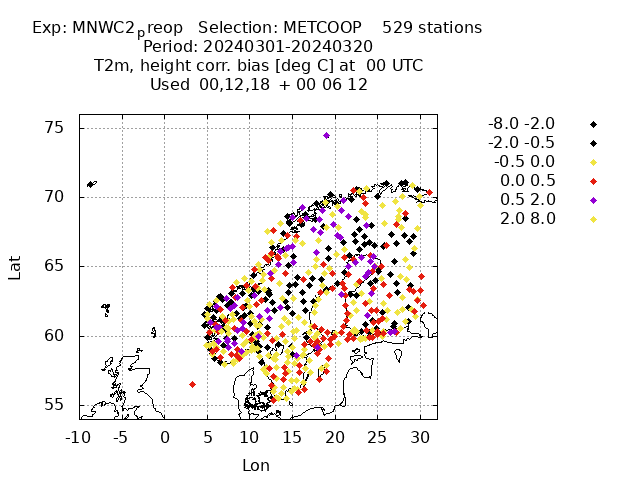 Exp: MNWC2preop Selection: METCOOP 529 stations
Period: 20240301-20240320
T2m, height corr. bias [deg C] at 00 UTC
Used 00,12,18 + 00 06 12
-8.0 -2.0
-2.0 -0.5
-0.5 0.0
0.0 0.5
0.5 2.0
2.0 8.0
75
70
65
60
55
Lat
-10 -5 0 5 10 15 20 25 30
Lon